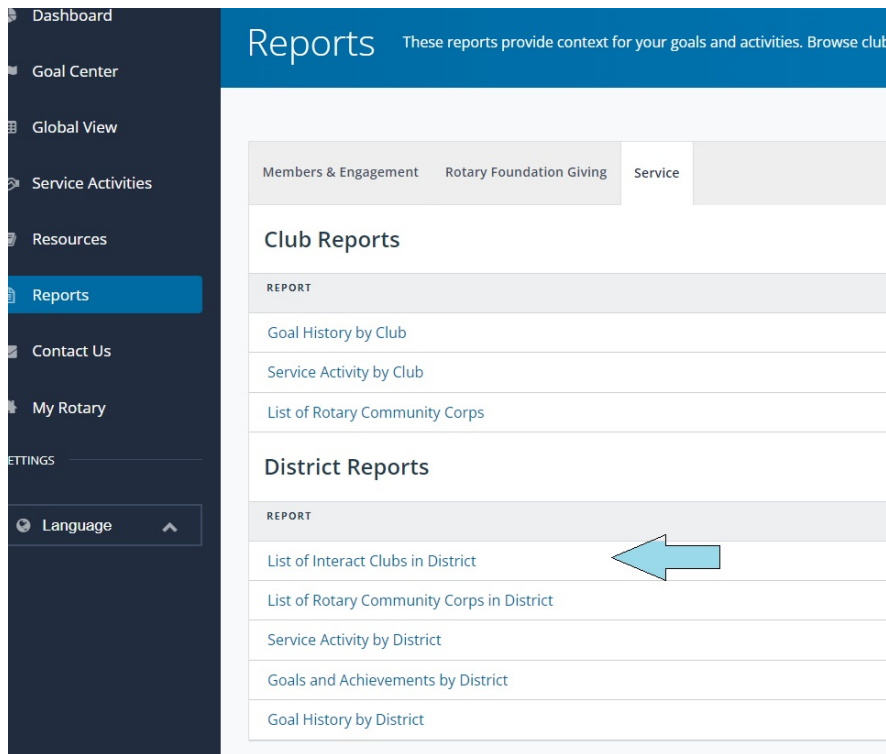 Dashboard
Goal Center
Global View
Service Activities
Resources
Reports
Contact Us
My Rotary
ETTINGS
Language
Reports
These reports provide context for your goals and activities. Browse club
Members & Engagement Rotary Foundation Giving Service
Club Reports
REPORT
Goal History by Club
Service Activity by Club
List of Rotary Community Corps
District Reports
REPORT
List of Interact Clubs in District
List of Rotary Community Corps in District
Service Activity by District
Goals and Achievements by District
Goal History by District